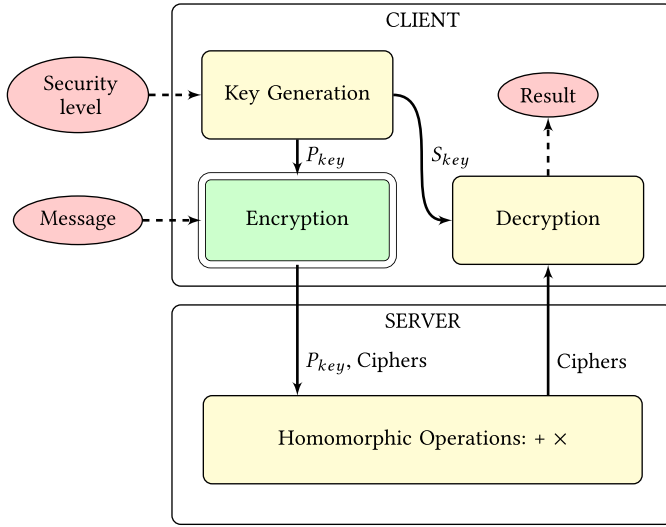 CLIENT
Security
level
Key Generation
Result
P_key
S_key
Message
Encryption
Decryption
SERVER
P_key, Ciphers
Ciphers
Homomorphic Operations: + ×